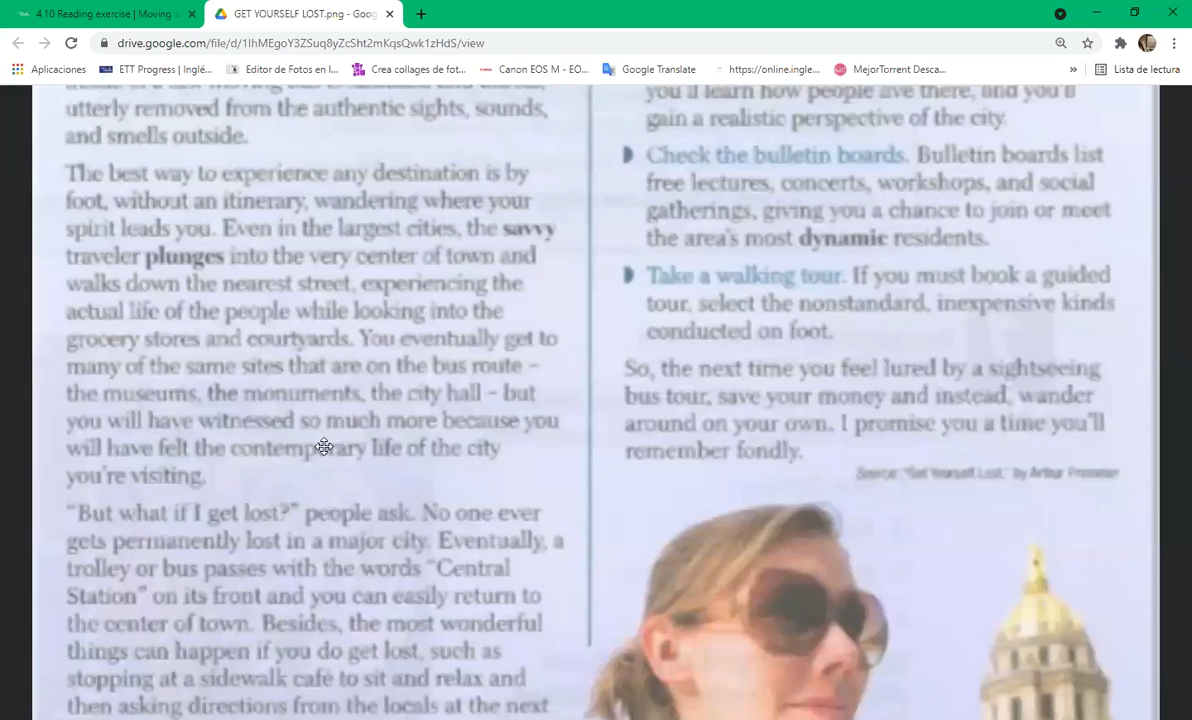 4.10 Reading exercise | Moving
GET YOURSELF LOST.png - Goog
drive.google.com/file/d/1lhMEgoY3ZSuq8yZcSht2mKqsQwk1zHdS/view
Aplicaciones
ETT Progress | Inglé...
Editor de Fotos en l...
Crea collages de fot...
Canon EOS M - EO...
Google Translate
https://online.ingle...
MejorTorrent Desca...
»
Lista de lectura
utterly removed from the authentic sights, sounds,
and smells outside.
The best way to experience any destination is by
foot, without an itinerary, wandering where your
spirit leads you. Even in the largest cities, the savvy
traveler plunges into the very center of town and
walks down the nearest street, experiencing the
actual life of the people while looking into the
grocery stores and courtyards. You eventually get to
many of the same sites that are on the bus route –
the museums, the monuments, the city hall – but
you will have witnessed so much more because you
will have felt the contemporary life of the city
you're visiting.
"But what if I get lost?" people ask. No one ever
gets permanently lost in a major city. Eventually, a
trolley or bus passes with the words "Central
Station" on its front and you can easily return to
the center of town. Besides, the most wonderful
things can happen if you do get lost, such as
stopping at a sidewalk café to sit and relax and
then asking directions from the locals at the next
you'll learn how people live there, and you'll
gain a realistic perspective of the city.
Check the bulletin boards. Bulletin boards list
free lectures, concerts, workshops, and social
gatherings, giving you a chance to join or meet
the area's most dynamic residents.
Take a walking tour. If you must book a guided
tour, select the nonstandard, inexpensive kinds
conducted on foot.
So, the next time you feel lured by a sightseeing
bus tour, save your money and instead, wander
around on your own. I promise you a time you'll
remember fondly.
Source: "Get Yourself Lost," by Arthur Frommer